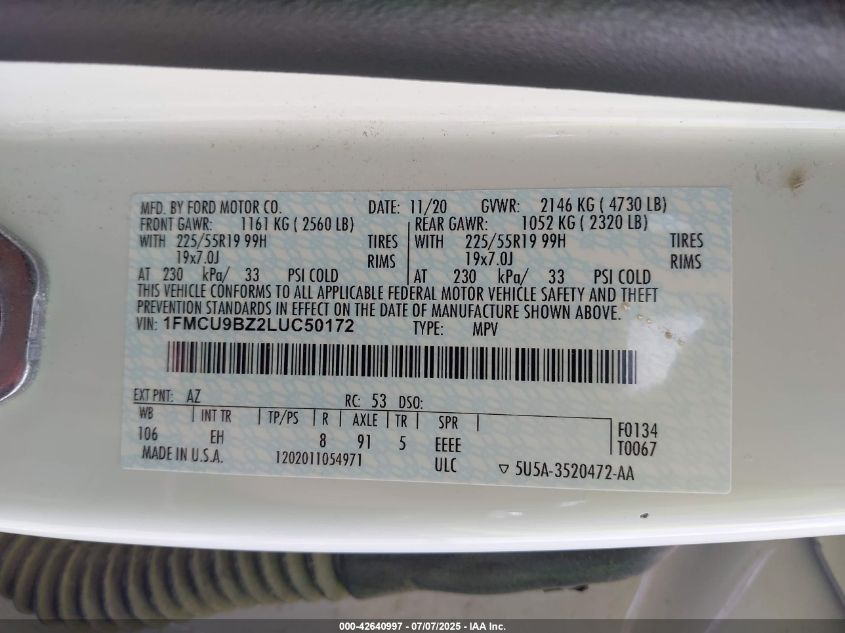 MFD. BY FORD MOTOR CO. DATE: 11/20 GVWR: 2146 KG ( 4730 LB)
FRONT GAWR: 1161 KG ( 2560 LB) REAR GAWR: 1052 KG ( 2320 LB)
WITH 225/55R19 99H TIRES WITH 225/55R19 99H TIRES
19x7.0J RIMS 19x7.0J RIMS
AT 230 kPa/ 33 PSI COLD AT 230 kPa/ 33 PSI COLD
THIS VEHICLE CONFORMS TO ALL APPLICABLE FEDERAL MOTOR VEHICLE SAFETY AND THEFT
PREVENTION STANDARDS IN EFFECT ON THE DATE OF MANUFACTURE SHOWN ABOVE.
VIN: 1FMCU9BZ2LUC50172 TYPE: MPV
EXT PNT: AZ RC: 53 DSO:
WB INT TR TP/PS R AXLE TR SPR F0134
106 EH 8 91 5 EEEE T0067
MADE IN U.S.A. 1202011054971 ULC ▽ 5U5A-3520472-AA
000-42640997 - 07/07/2025 - IAA Inc.